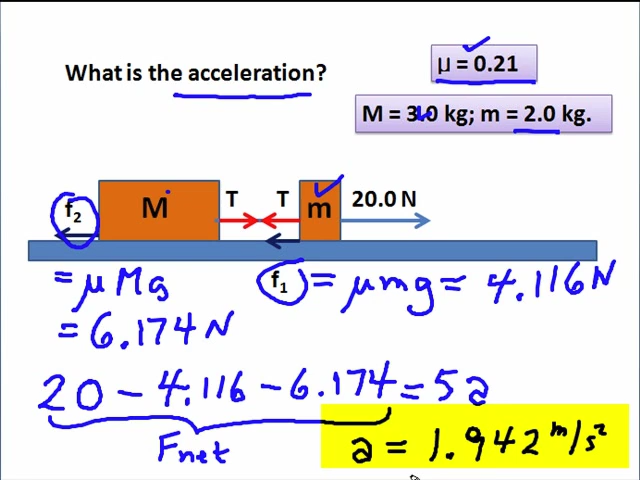 μ = 0.21
What is the acceleration?
M = 3.0 kg; m = 2.0 kg.
f2 M T T m 20.0 N
= μMg f1 = μmg = 4.116N
= 6.174N
20 - 4.116 - 6.174 = 5a
Fnet a = 1.942 m/s²